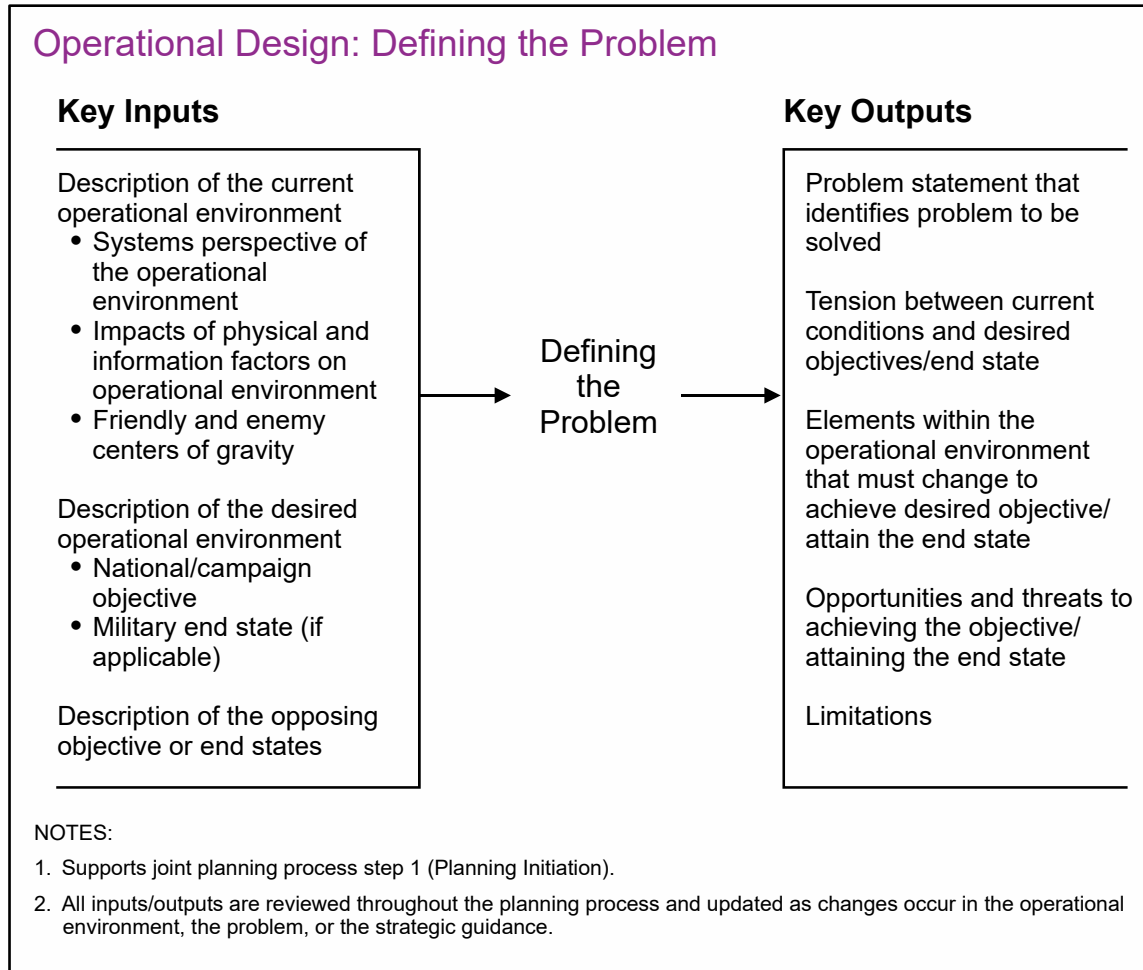 Operational Design: Defining the Problem
Key Inputs
Description of the current
operational environment
• Systems perspective of
the operational
environment
• Impacts of physical and
information factors on
operational environment
• Friendly and enemy
centers of gravity
Description of the desired
operational environment
• National/campaign
objective
• Military end state (if
applicable)
Description of the opposing
objective or end states
Defining
the
Problem
Key Outputs
Problem statement that
identifies problem to be
solved
Tension between current
conditions and desired
objectives/end state
Elements within the
operational environment
that must change to
achieve desired objective/
attain the end state
Opportunities and threats to
achieving the objective/
attaining the end state
Limitations
NOTES:
1. Supports joint planning process step 1 (Planning Initiation).
2. All inputs/outputs are reviewed throughout the planning process and updated as changes occur in the operational
environment, the problem, or the strategic guidance.